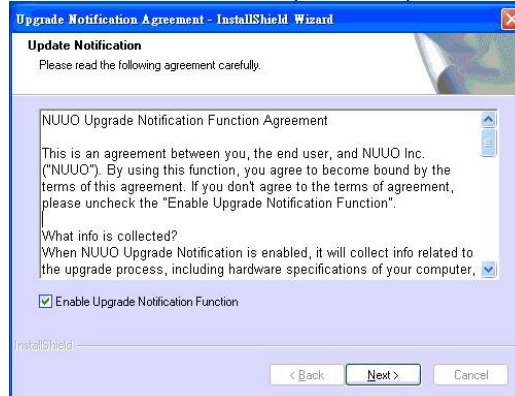 Upgrade Notification Agreement - InstallShield Wizard
Update Notification
Please read the following agreement carefully.
NUUO Upgrade Notification Function Agreement
This is an agreement between you, the end user, and NUUO Inc.
("NUUO"). By using this function, you agree to become bound by the
terms of this agreement. If you don't agree to the terms of agreement,
please uncheck the "Enable Upgrade Notification Function".
What info is collected?
When NUUO Upgrade Notification is enabled, it will collect info related to
the upgrade process, including hardware specifications of your computer,
Enable Upgrade Notification Function
InstallShield
< Back Next > Cancel